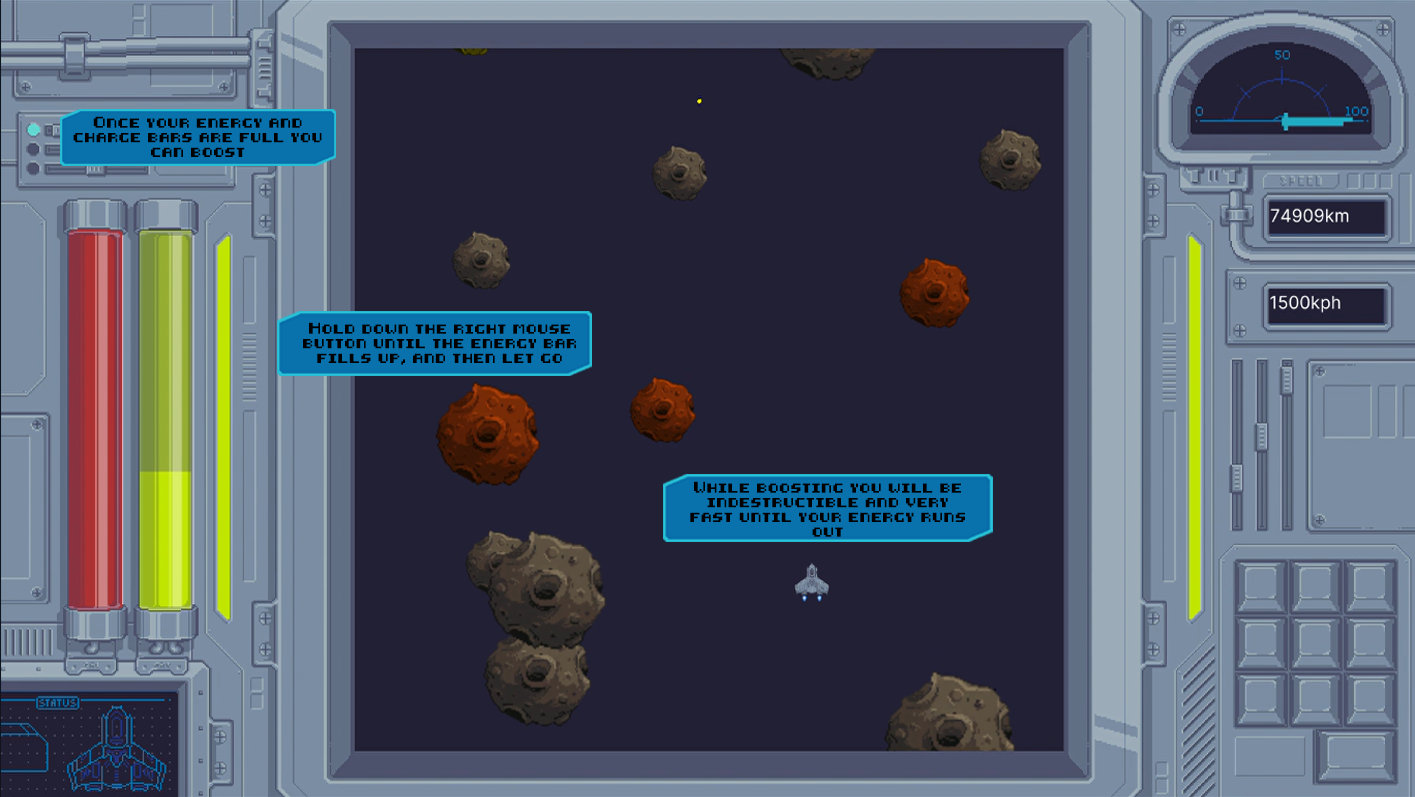 50
0
100
Once your energy and
charge bars are full you
can boost
SPEED
74909km
1500kph
Hold down the right mouse
button until the energy bar
fills up, and then let go
While boosting you will be
indestructible and very
fast until your energy runs
out
STATUS